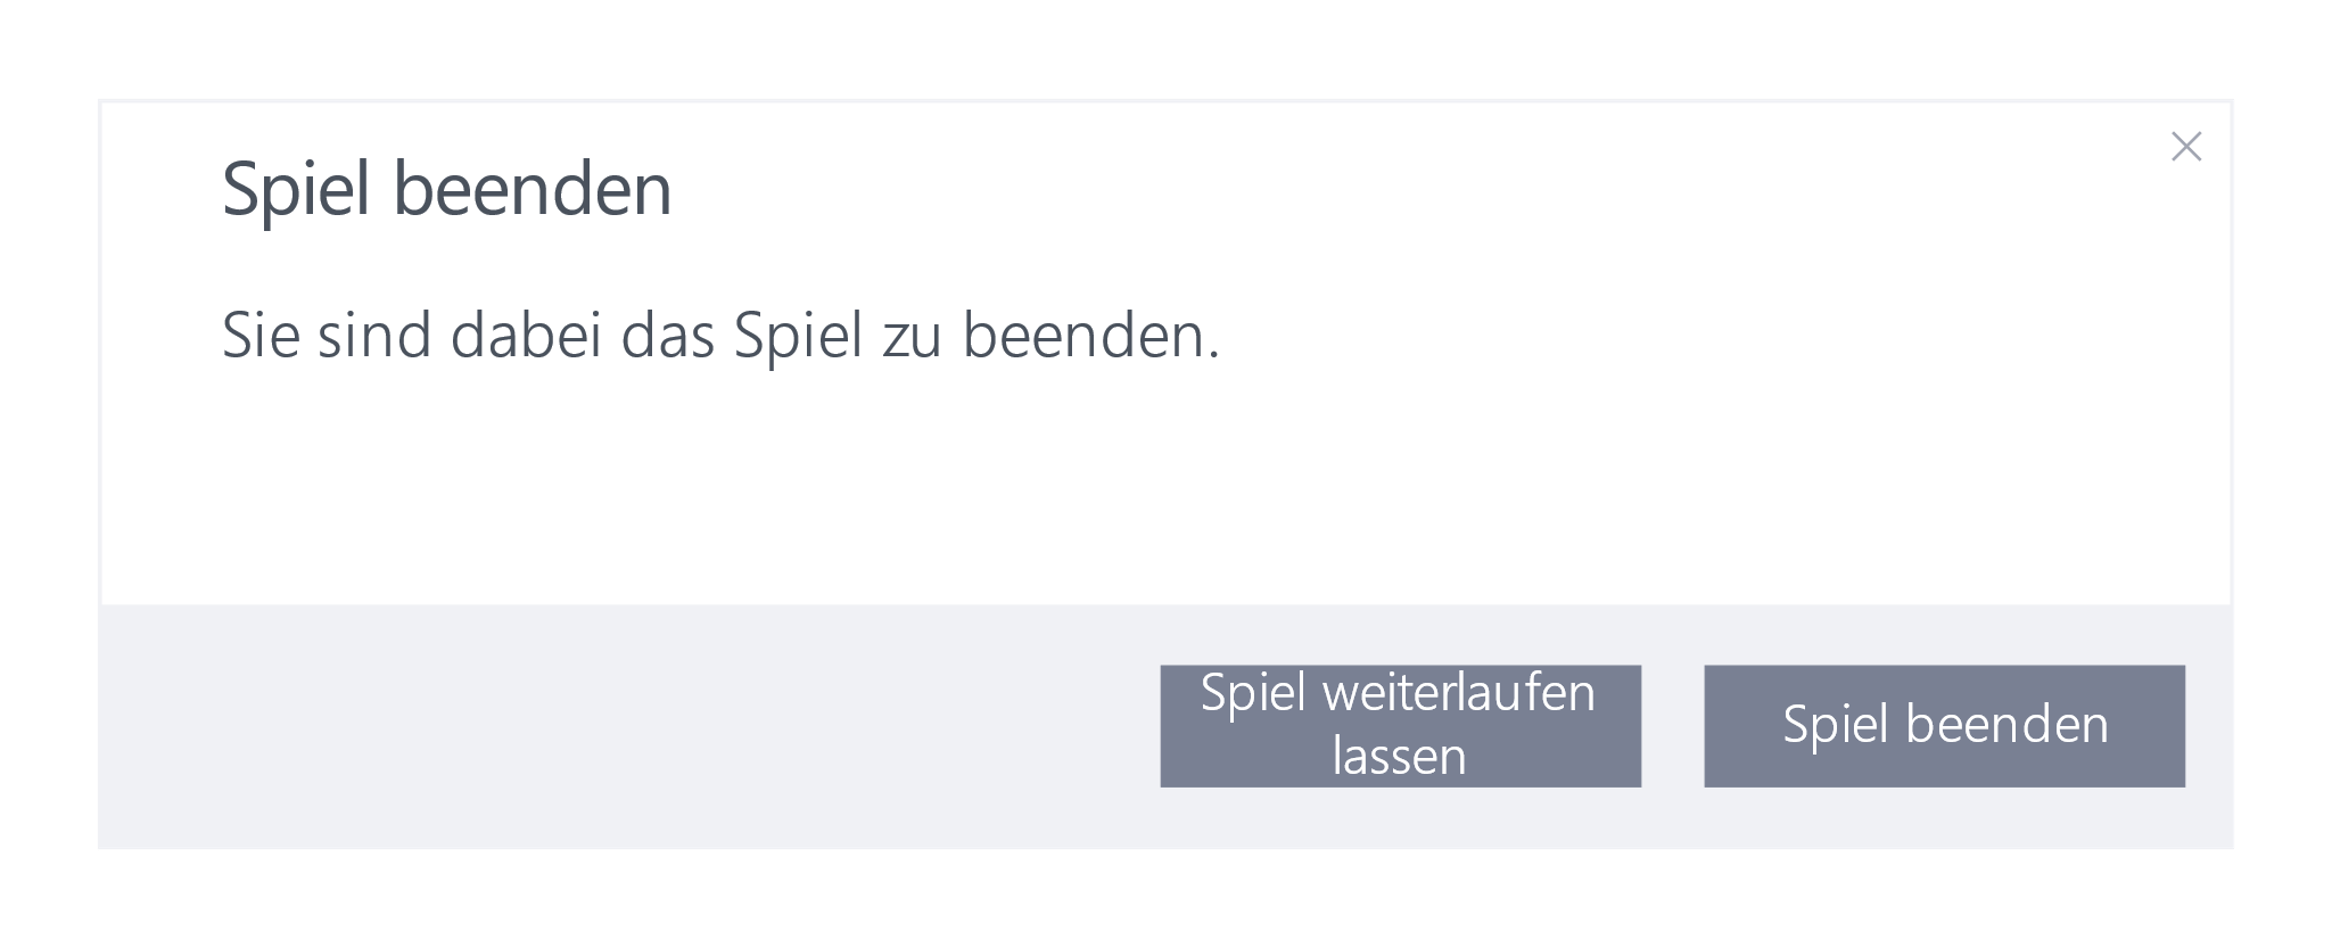 Spiel beenden
Sie sind dabei das Spiel zu beenden.
Spiel weiterlaufen
lassen
Spiel beenden